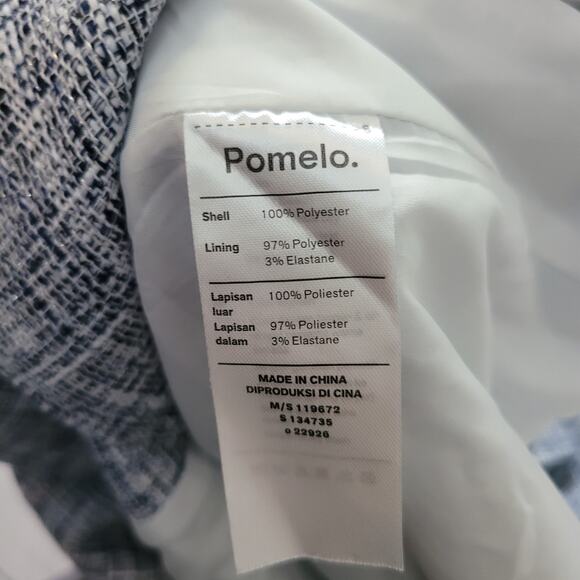 Pomelo.
Shell 100% Polyester
Lining 97% Polyester
3% Elastane
Lapisan luar 100% Poliester
Lapisan dalam 97% Poliester
3% Elastane
MADE IN CHINA
DIPRODUKSI DI CINA
M/S 119672
S 134735
o 22926